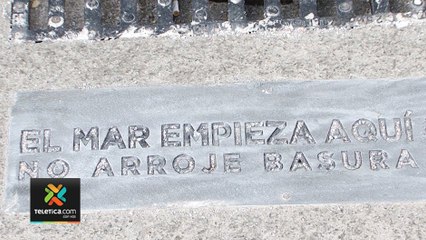 EL MAR EMPIEZA AQUÍ
NO ARROJE BASURA
TELETICA.COM